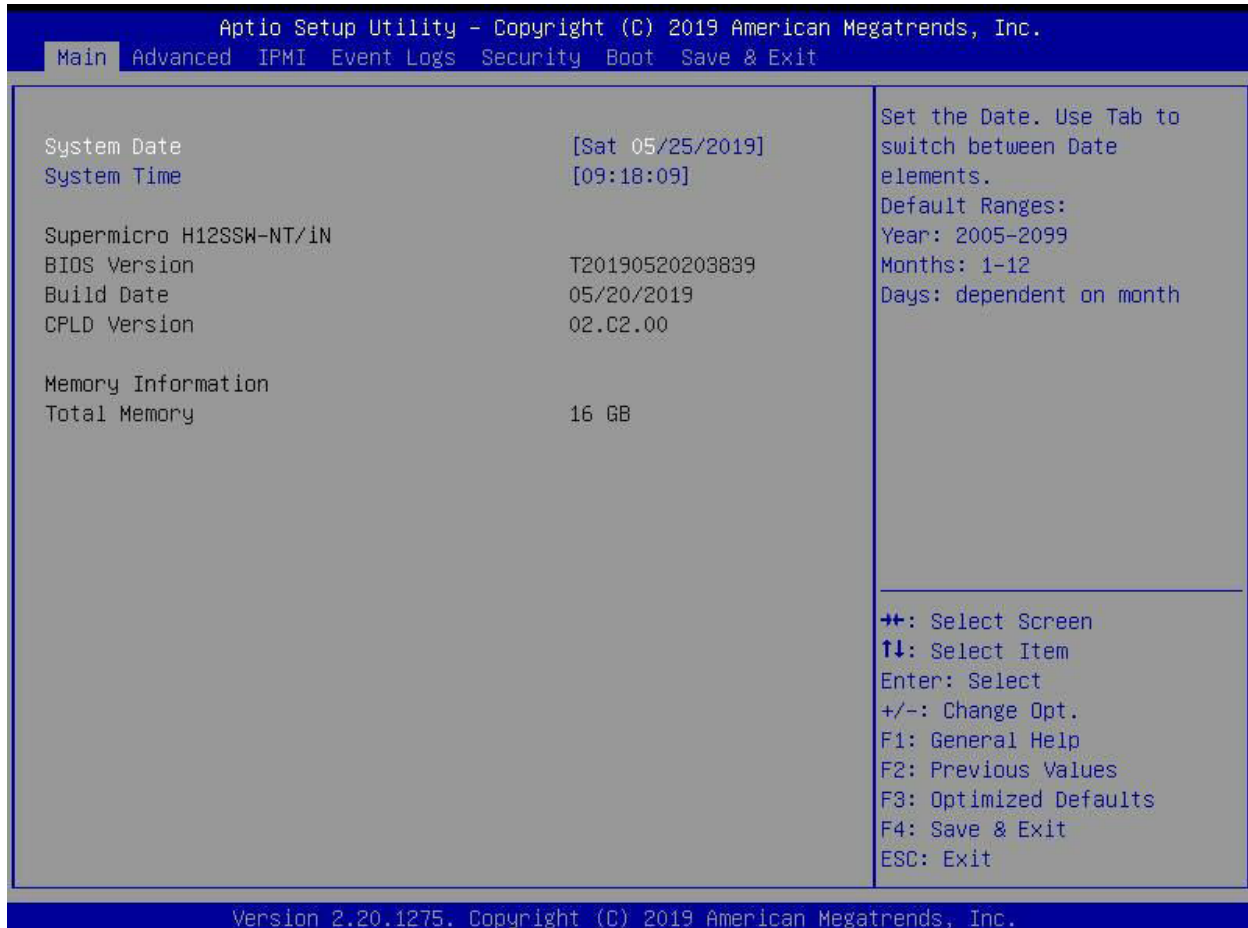 Aptio Setup Utility – Copyright (C) 2019 American Megatrends, Inc.
Main Advanced IPMI Event Logs Security Boot Save & Exit
System Date [Sat 05/25/2019]
System Time [09:18:09]
Supermicro H12SSW-NT/iN
BIOS Version T20190520203839
Build Date 05/20/2019
CPLD Version 02.C2.00
Memory Information
Total Memory 16 GB
Set the Date. Use Tab to
switch between Date
elements.
Default Ranges:
Year: 2005-2099
Months: 1-12
Days: dependent on month
→←: Select Screen
↑↓: Select Item
Enter: Select
+/-: Change Opt.
F1: General Help
F2: Previous Values
F3: Optimized Defaults
F4: Save & Exit
ESC: Exit
Version 2.20.1275. Copyright (C) 2019 American Megatrends, Inc.